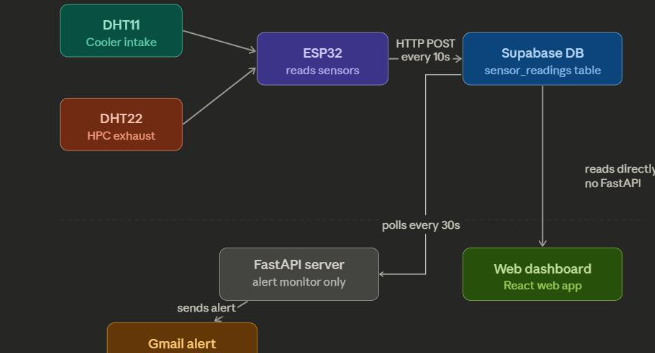 DHT11
Cooler intake
ESP32
reads sensors
HTTP POST
every 10s
Supabase DB
sensor_readings table
DHT22
HPC exhaust
reads directly
no FastAPI
polls every 30s
FastAPI server
alert monitor only
Web dashboard
React web app
sends alert
Gmail alert